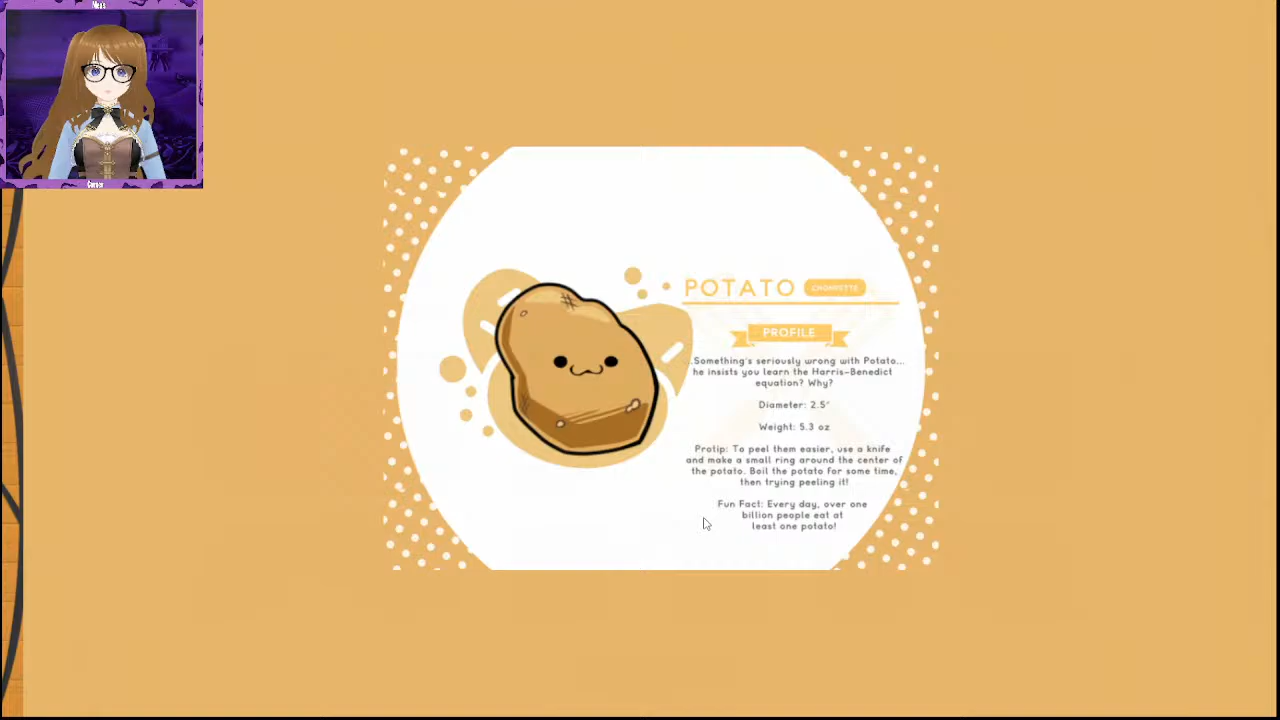 Corner
POTATO
PROFILE
Something's seriously wrong with Potato...
he insists you learn the Harris-Benedict
equation? Why?
Diameter: 2.5"
Weight: 5.3 oz
Protip: To peel them easier, use a knife
and make a small ring around the center of
the potato. Boil the potato for some time,
then trying peeling it!
Fun Fact: Every day, over one
billion people eat at
least one potato!